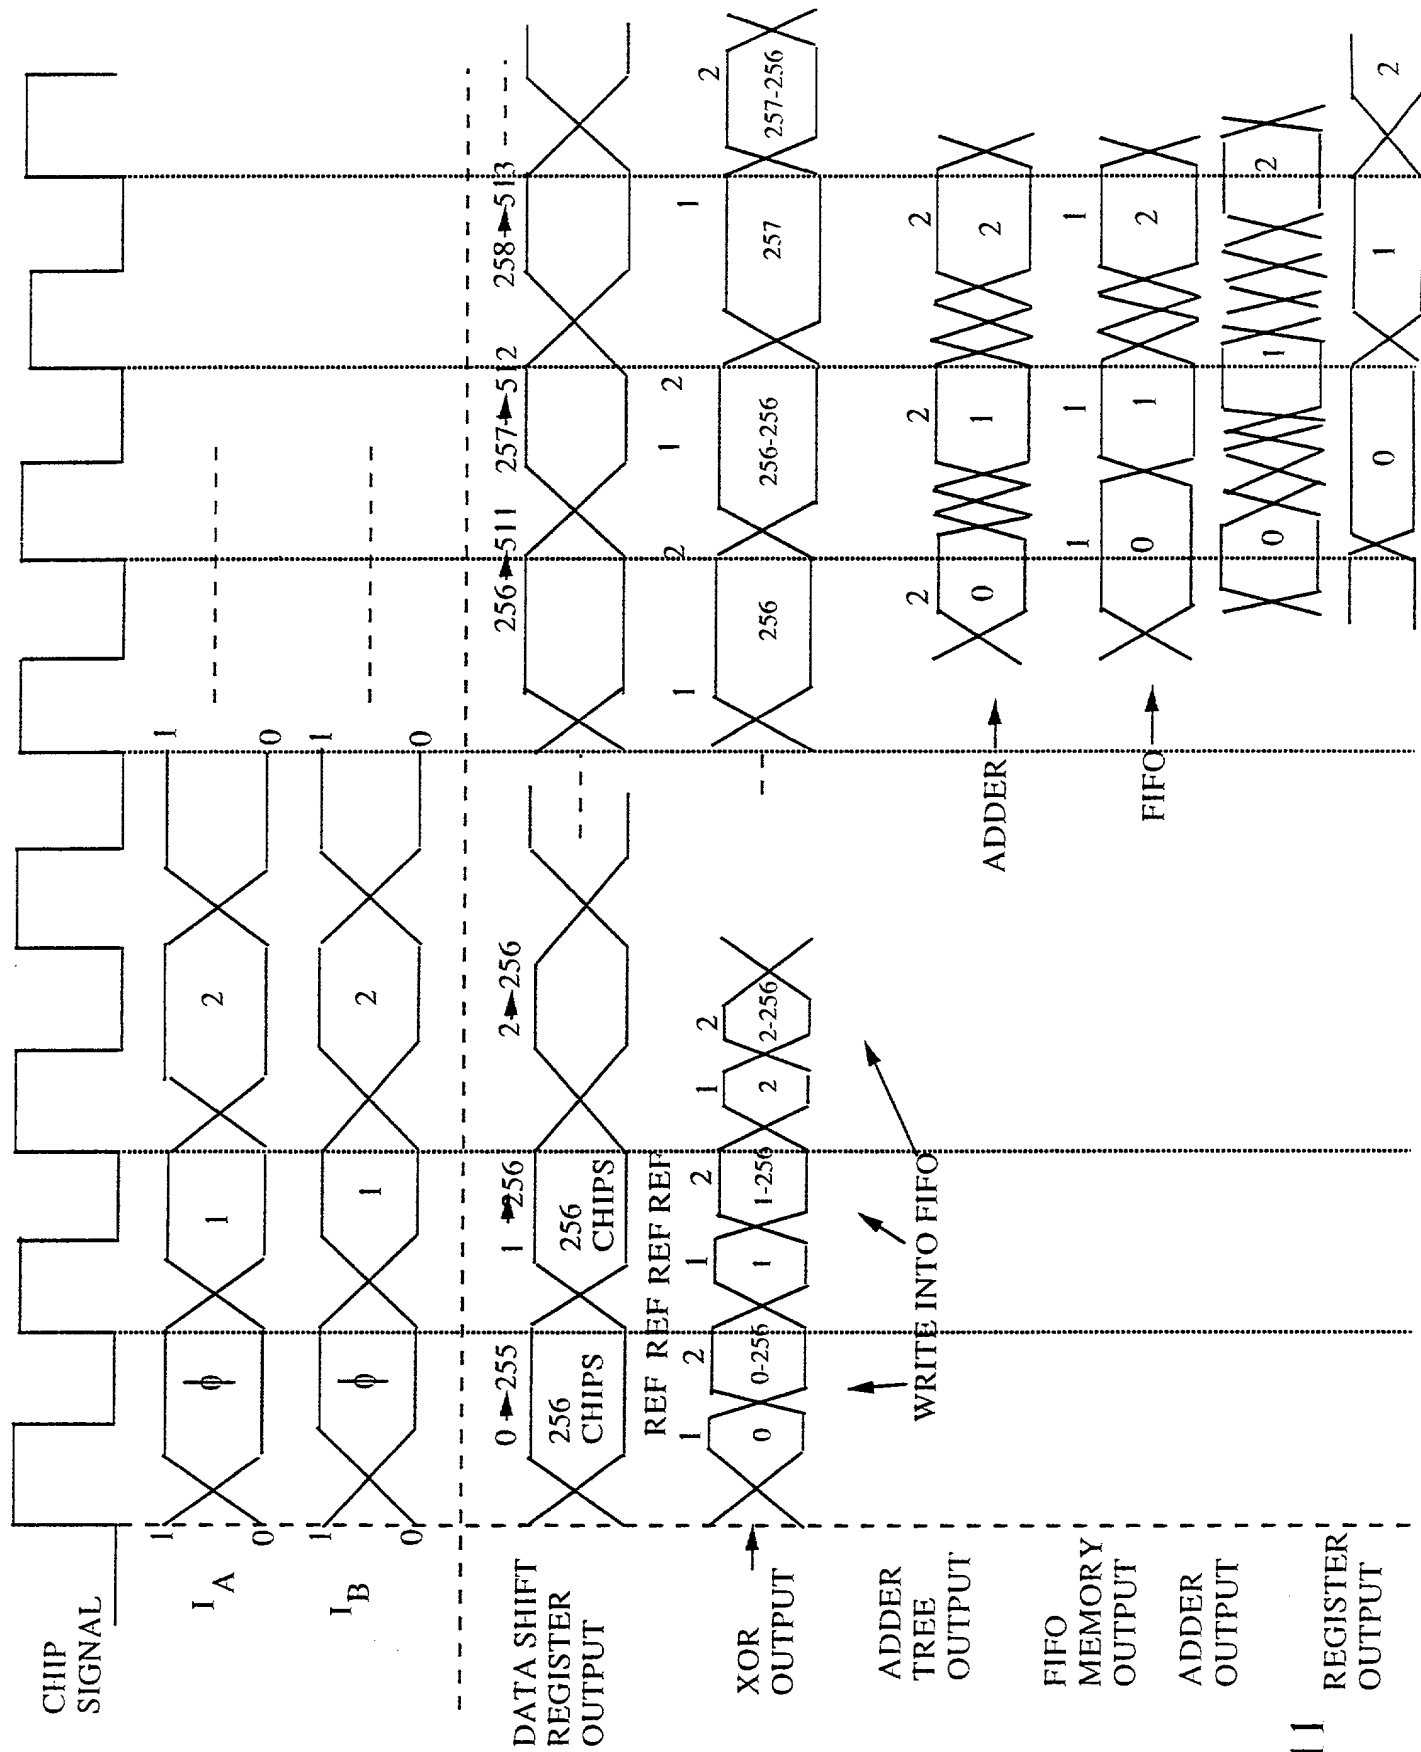 CHIP
SIGNAL
I A
1
0
ϕ
1
2
1
0
I B
1
0
ϕ
1
2
1
0
DATA SHIFT
REGISTER
OUTPUT
0→255
1→256
2→256
256→511
257→512
258→513
256
CHIPS
256
CHIPS
REF REF REF REF REF
1 2 1 2 1 2 1 2 1 2 1 2
XOR
OUTPUT
0
0-256
1
1-256
2
2-256
256
256-256
257
257-256
WRITE INTO FIFO
ADDER
TREE
OUTPUT
ADDER
2 2 2
0 1 2
FIFO
MEMORY
OUTPUT
FIFO
1 1 1
0 1 2
ADDER
OUTPUT
0 1 2
REGISTER
OUTPUT
0 1 2
11